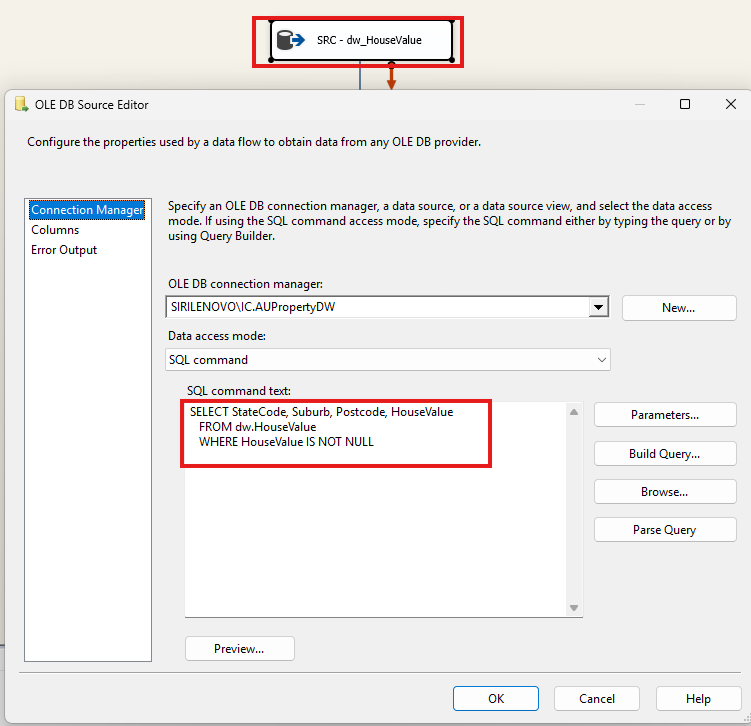 SRC - dw_HouseValue
OLE DB Source Editor
Configure the properties used by a data flow to obtain data from any OLE DB provider.
Connection Manager
Columns
Error Output
Specify an OLE DB connection manager, a data source, or a data source view, and select the data access
mode. If using the SQL command access mode, specify the SQL command either by typing the query or by
using Query Builder.
OLE DB connection manager:
SIRILENOVO\IC.AUPropertyDW
New...
Data access mode:
SQL command
SQL command text:
SELECT StateCode, Suburb, Postcode, HouseValue
FROM dw.HouseValue
WHERE HouseValue IS NOT NULL
Parameters...
Build Query...
Browse...
Parse Query
Preview...
OK
Cancel
Help